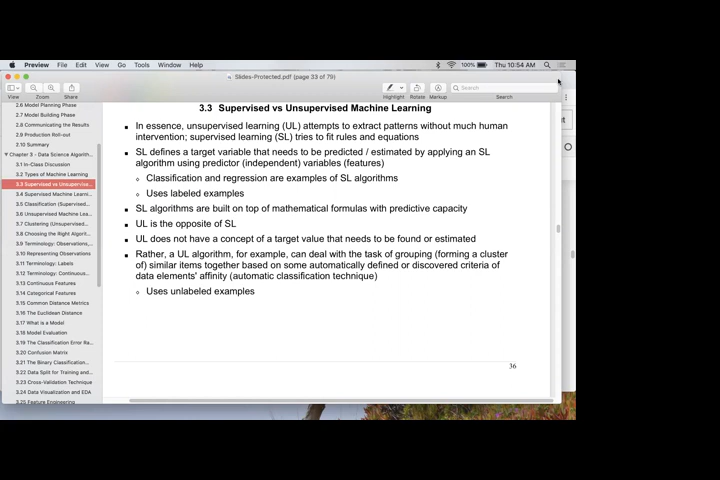 Preview File Edit View Go Tools Window Help
100% Thu 10:54 AM
Slides-Protected.pdf (page 33 of 79)
View Zoom Share Highlight Rotate Markup Search
Search
2.6 Model Planning Phase
2.7 Model Building Phase
2.8 Communicating the Results
2.9 Production Roll-out
2.10 Summary
Chapter 3 - Data Science Algorith...
3.1 In-Class Discussion
3.2 Types of Machine Learning
3.3 Supervised vs Unsupervise...
3.4 Supervised Machine Learni...
3.5 Classification (Supervised...
3.6 Unsupervised Machine Lea...
3.7 Clustering (Unsupervised...
3.8 Choosing the Right Algorit...
3.9 Terminology: Observations,...
3.10 Representing Observations
3.11 Terminology: Labels
3.12 Terminology: Continuous...
3.13 Continuous Features
3.14 Categorical Features
3.15 Common Distance Metrics
3.16 The Euclidean Distance
3.17 What is a Model
3.18 Model Evaluation
3.19 The Classification Error Ra...
3.20 Confusion Matrix
3.21 The Binary Classification...
3.22 Data Split for Training and...
3.23 Cross-Validation Technique
3.24 Data Visualization and EDA
3.25 Feature Engineering
3.3 Supervised vs Unsupervised Machine Learning
In essence, unsupervised learning (UL) attempts to extract patterns without much human
intervention; supervised learning (SL) tries to fit rules and equations
SL defines a target variable that needs to be predicted / estimated by applying an SL
algorithm using predictor (independent) variables (features)
Classification and regression are examples of SL algorithms
Uses labeled examples
SL algorithms are built on top of mathematical formulas with predictive capacity
UL is the opposite of SL
UL does not have a concept of a target value that needs to be found or estimated
Rather, a UL algorithm, for example, can deal with the task of grouping (forming a cluster
of) similar items together based on some automatically defined or discovered criteria of
data elements' affinity (automatic classification technique)
Uses unlabeled examples
36